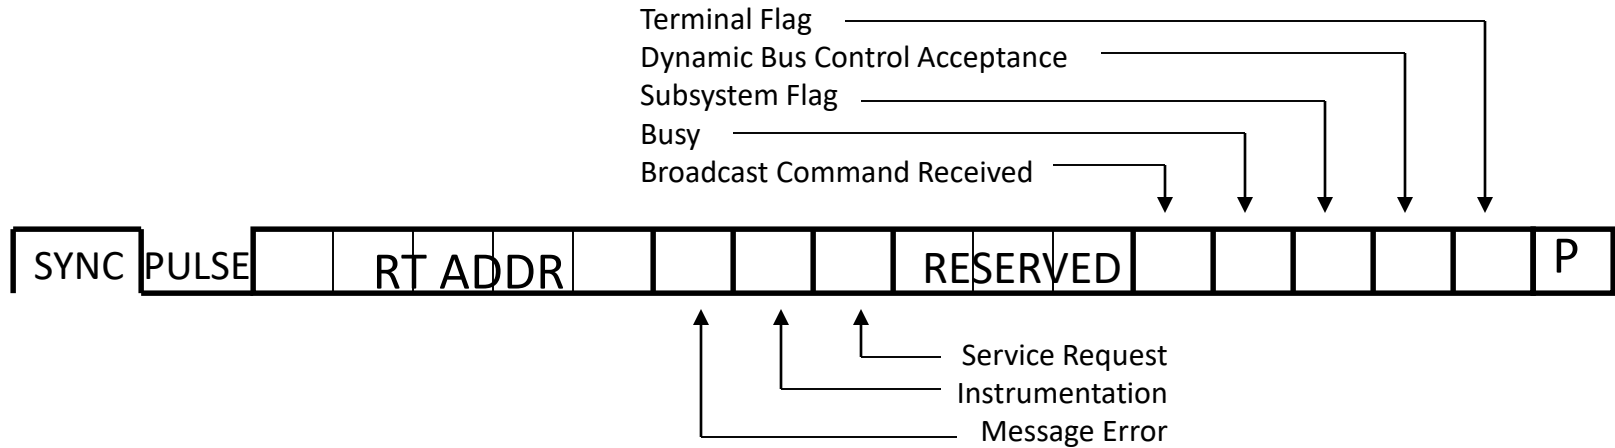 Terminal Flag
Dynamic Bus Control Acceptance
Subsystem Flag
Busy
Broadcast Command Received
SYNC PULSE RT ADDR RESERVED P
Service Request
Instrumentation
Message Error